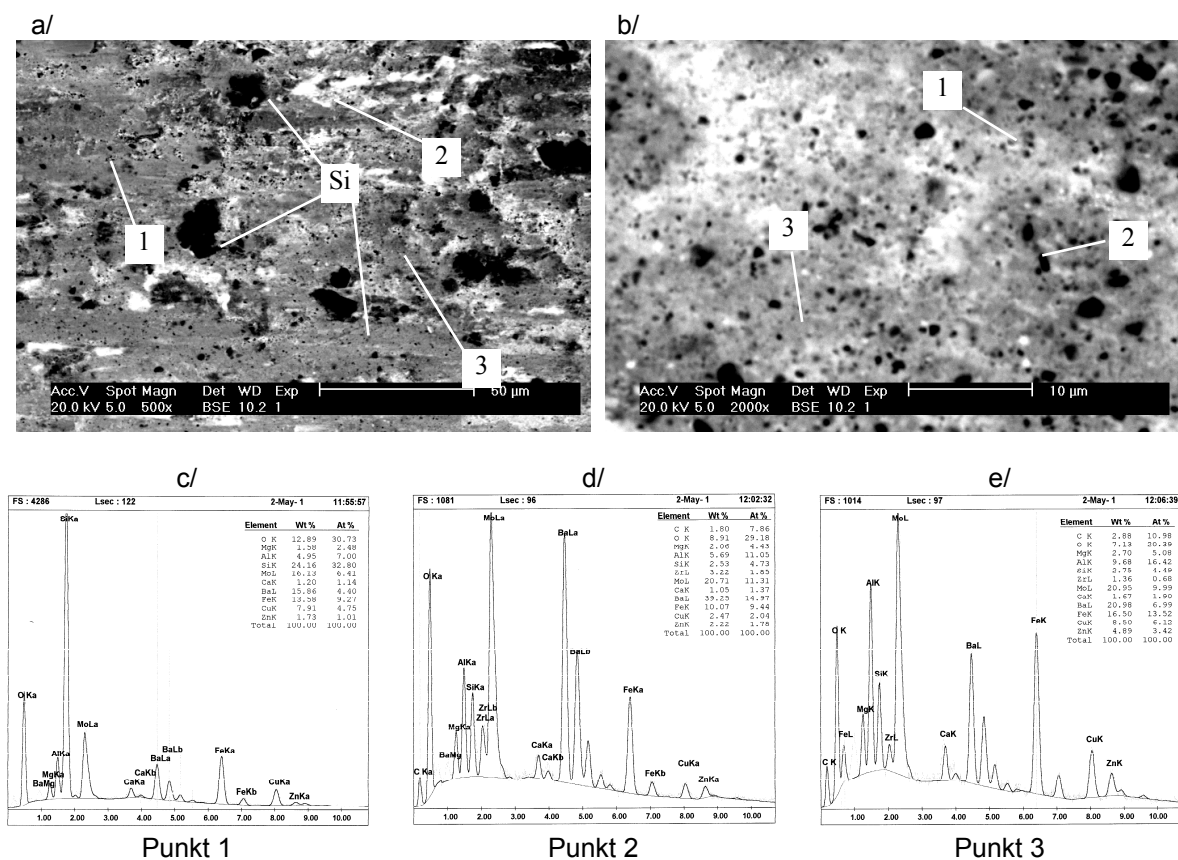 a/
b/
1
2
Si
1
3
Acc.V Spot Magn Det WD Exp 50 µm
20.0 kV 5.0 500x BSE 10.2 1
1
3
2
Acc.V Spot Magn Det WD Exp 10 µm
20.0 kV 5.0 2000x BSE 10.2 1
c/
d/
e/
FS : 4286 Lsec : 122 2-May- 1 11:55:57
Element Wt % At %
O K 12.89 30.73
MgK 1.58 2.48
AlK 4.95 7.00
SiK 24.16 32.80
MoL 16.13 6.41
CaK 1.20 1.14
BaL 15.86 4.40
FeK 13.58 9.27
CuK 7.91 4.75
ZnK 1.73 1.01
Total 100.00 100.00
SiKa
O Ka
AlKa
MgKa
BaMg
MoLa
CaKb
CaKa
BaLb
BaLa
FeKa
FeKb
CuKa
ZnKa
1.00 2.00 3.00 4.00 5.00 6.00 7.00 8.00 9.00 10.00
Punkt 1
FS : 1081 Lsec : 96 2-May- 1 12:02:32
Element Wt % At %
C K 1.80 7.86
O K 8.91 29.18
MgK 2.06 4.43
AlK 5.69 11.05
SiK 2.53 4.73
ZrL 3.22 1.85
MoL 20.71 11.31
CaK 1.05 1.37
BaL 39.25 14.97
FeK 10.07 9.44
CuK 2.47 2.04
ZnK 2.22 1.78
Total 100.00 100.00
MoLa
BaLa
O Ka
AlKa
SiKa
ZrLb
ZrLa
MgKa
BaMg
C Ka
BaLb
CaKa
CaKb
FeKa
FeKb
CuKa
ZnKa
1.00 2.00 3.00 4.00 5.00 6.00 7.00 8.00 9.00 10.00
Punkt 2
FS : 1014 Lsec : 97 2-May- 1 12:06:39
Element Wt % At %
C K 2.88 10.98
O K 7.13 20.39
MgK 2.70 5.08
AlK 9.68 16.42
SiK 2.75 4.49
ZrL 1.36 0.68
MoL 20.95 9.99
CaK 1.67 1.90
BaL 20.98 6.99
FeK 16.50 13.52
CuK 8.50 6.12
ZnK 4.89 3.42
Total 100.00 100.00
MoL
AlK
O K
SiK
MgK
FeL
ZrL
C K
CaK
BaL
FeK
CuK
ZnK
1.00 2.00 3.00 4.00 5.00 6.00 7.00 8.00 9.00 10.00
Punkt 3